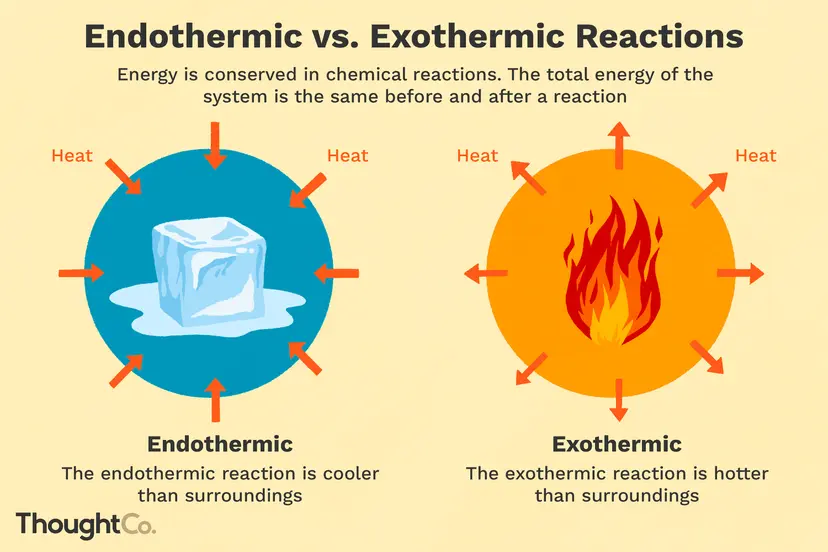 Endothermic vs. Exothermic Reactions
Energy is conserved in chemical reactions. The total energy of the
system is the same before and after a reaction
Heat
Heat
Heat
Heat
Endothermic
The endothermic reaction is cooler
than surroundings
Exothermic
The exothermic reaction is hotter
than surroundings
ThoughtCo.